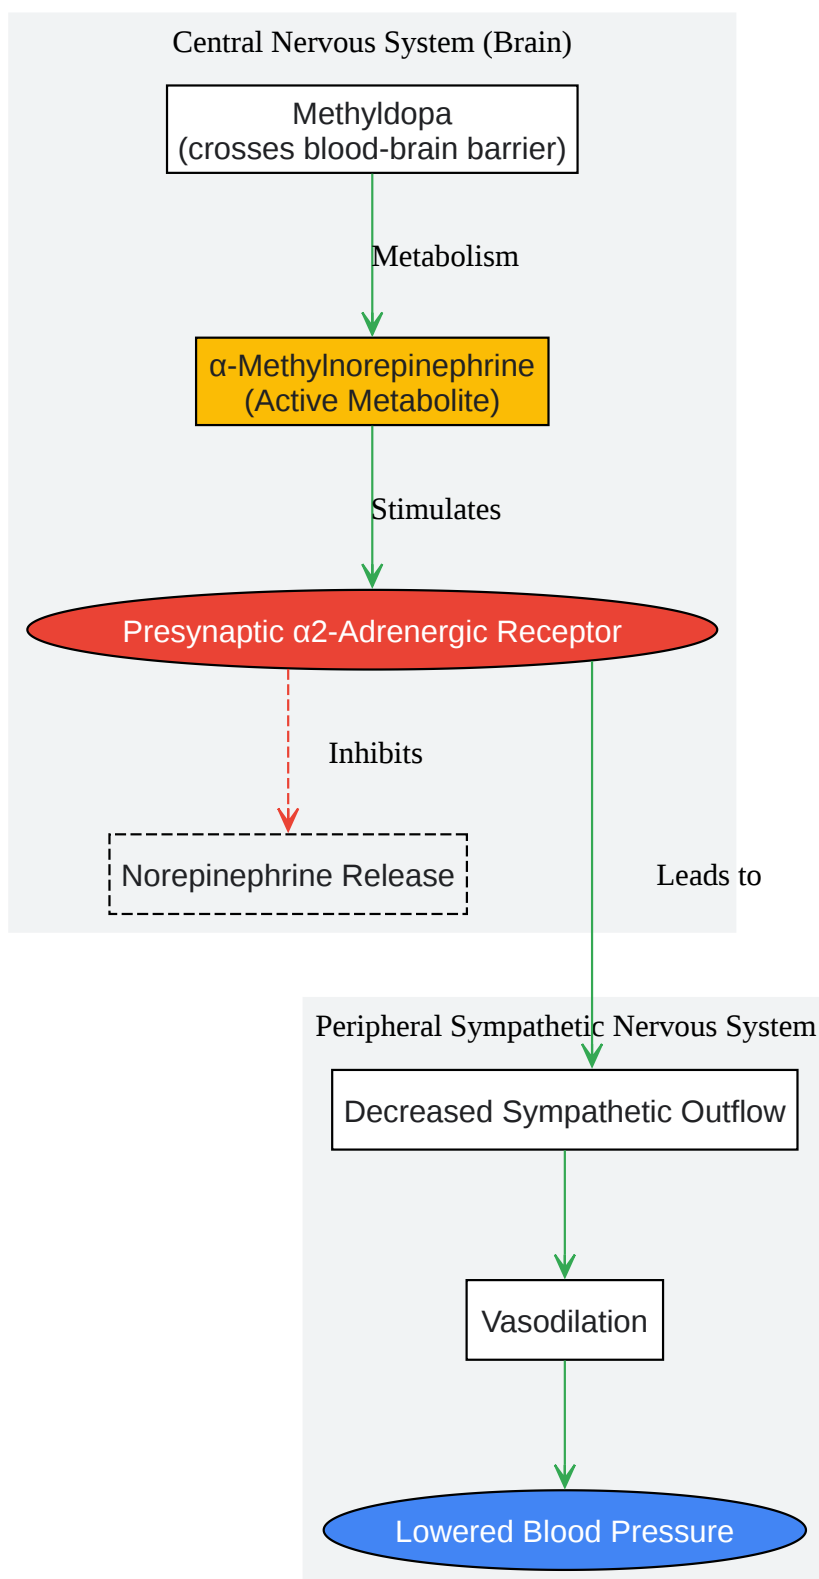 Central Nervous System (Brain)
Methyldopa
(crosses blood-brain barrier)
Metabolism
α-Methylnorepinephrine
(Active Metabolite)
Stimulates
Presynaptic α2-Adrenergic Receptor
Inhibits
Norepinephrine Release
Leads to
Peripheral Sympathetic Nervous System
Decreased Sympathetic Outflow
Vasodilation
Lowered Blood Pressure